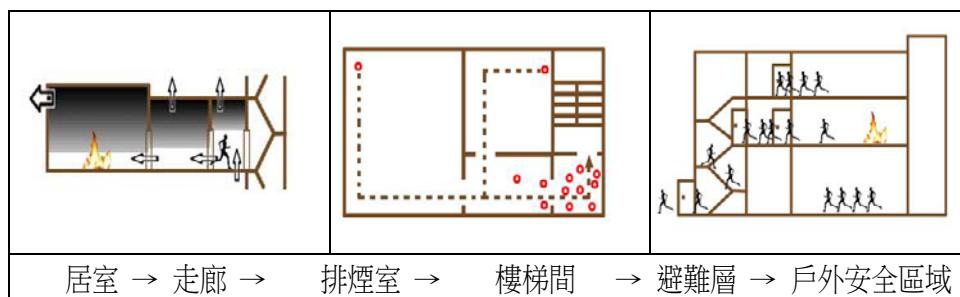 居室 → 走廊 → 排煙室 → 樓梯間 → 避難層 → 戶外安全區域